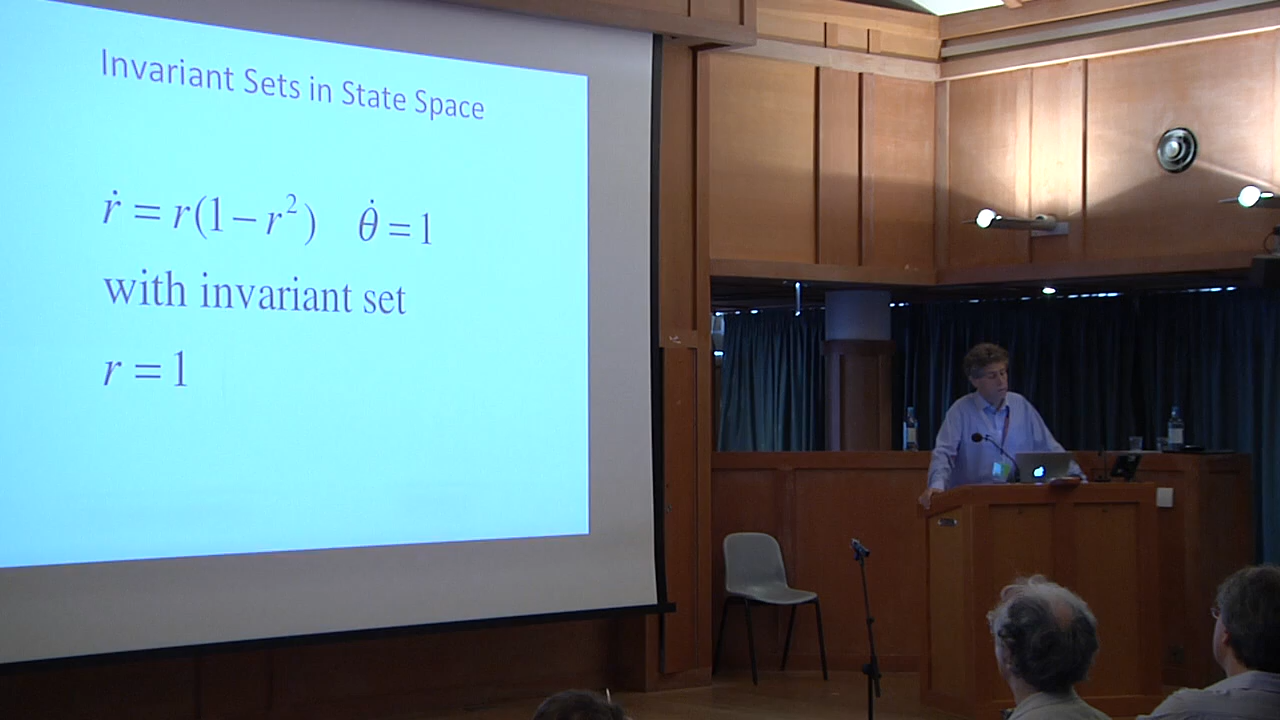 Invariant Sets in State Space
ṙ = r(1 − r²)   θ̇ = 1
with invariant set
r = 1